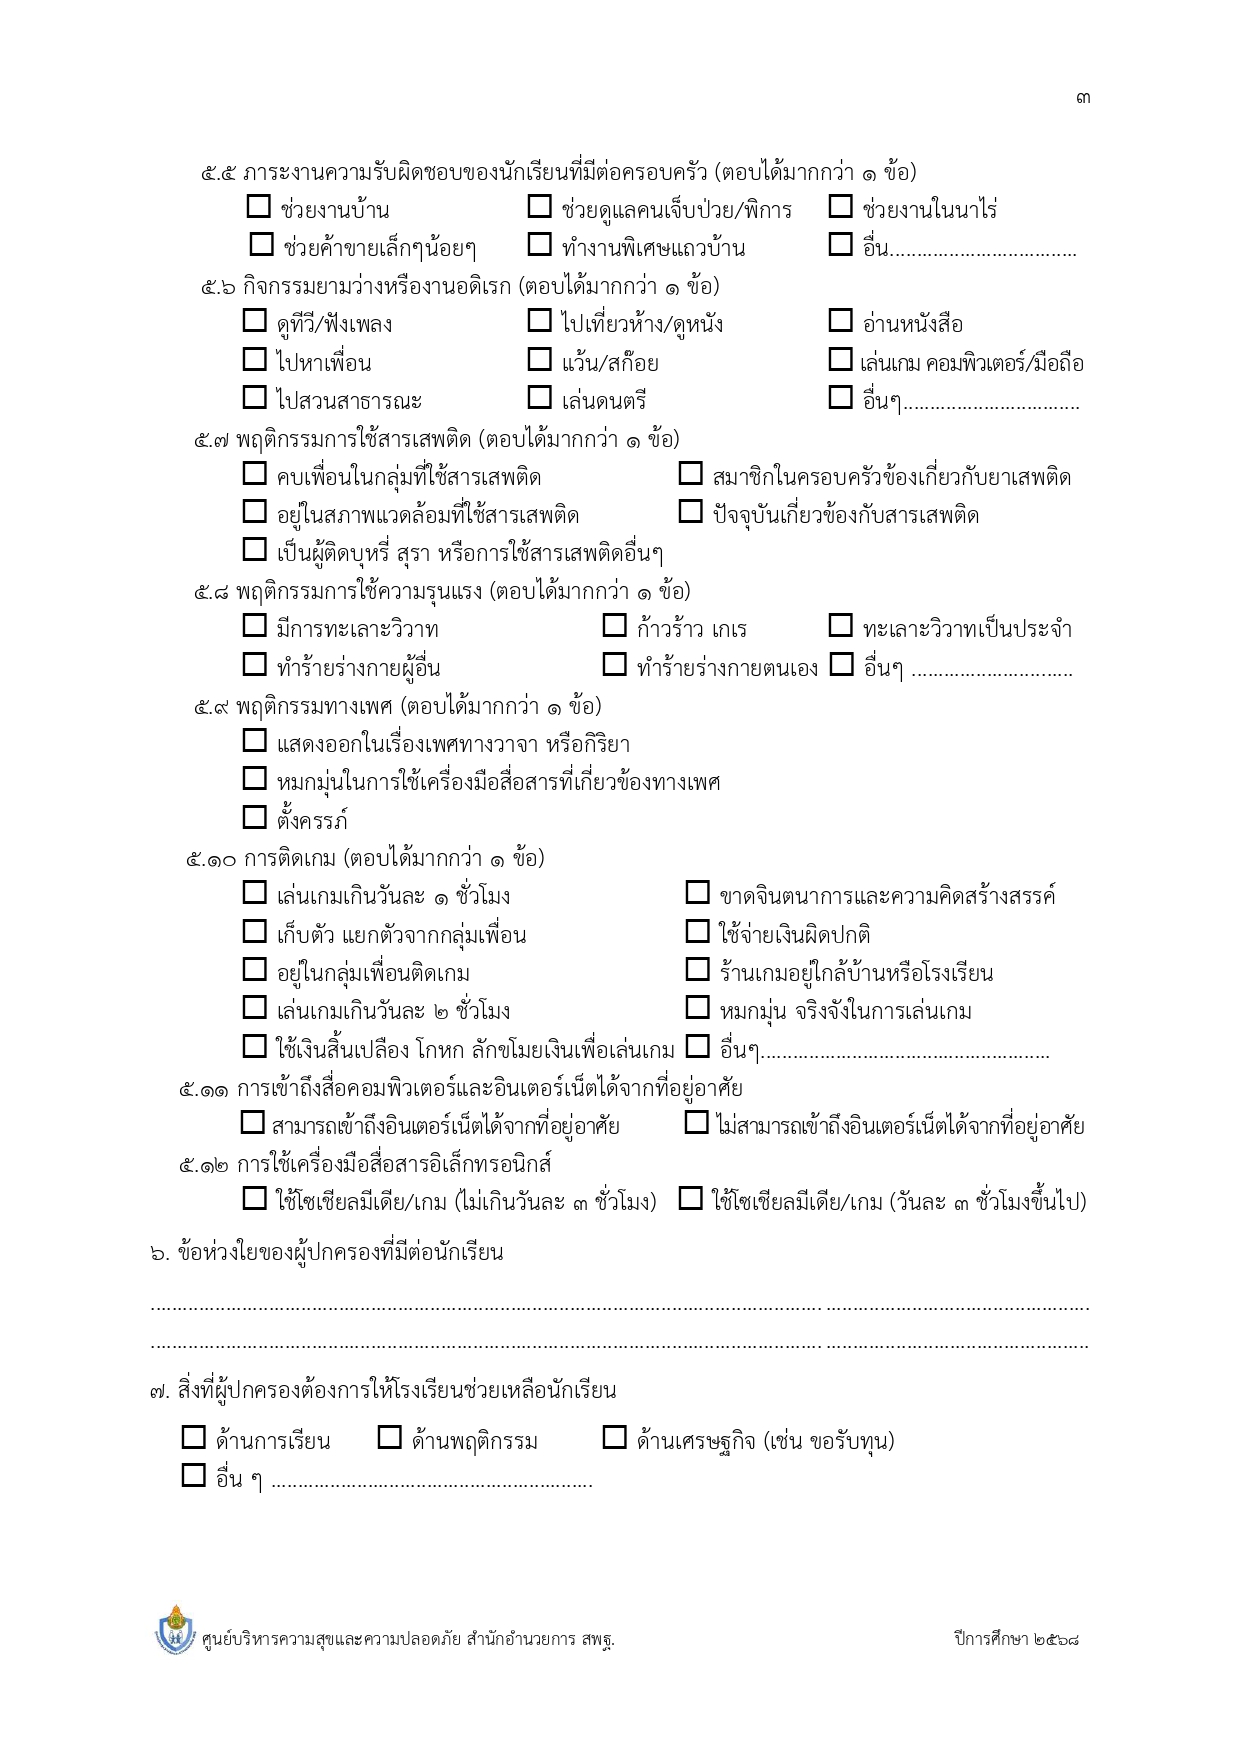 ๓
๕.๕ ภาระงานความรับผิดชอบของนักเรียนที่มีต่อครอบครัว (ตอบได้มากกว่า ๑ ข้อ)
☐ ช่วยงานบ้าน ☐ ช่วยดูแลคนเจ็บป่วย/พิการ ☐ ช่วยงานในนาไร่
☐ ช่วยค้าขายเล็กๆน้อยๆ ☐ ทำงานพิเศษแถวบ้าน ☐ อื่น...................................
๕.๖ กิจกรรมยามว่างหรืองานอดิเรก (ตอบได้มากกว่า ๑ ข้อ)
☐ ดูทีวี/ฟังเพลง ☐ ไปเที่ยวห้าง/ดูหนัง ☐ อ่านหนังสือ
☐ ไปหาเพื่อน ☐ แว้น/สก๊อย ☐ เล่นเกม คอมพิวเตอร์/มือถือ
☐ ไปสวนสาธารณะ ☐ เล่นดนตรี ☐ อื่นๆ.................................
๕.๗ พฤติกรรมการใช้สารเสพติด (ตอบได้มากกว่า ๑ ข้อ)
☐ คบเพื่อนในกลุ่มที่ใช้สารเสพติด ☐ สมาชิกในครอบครัวข้องเกี่ยวกับยาเสพติด
☐ อยู่ในสภาพแวดล้อมที่ใช้สารเสพติด ☐ ปัจจุบันเกี่ยวข้องกับสารเสพติด
☐ เป็นผู้ติดบุหรี่ สุรา หรือการใช้สารเสพติดอื่นๆ
๕.๘ พฤติกรรมการใช้ความรุนแรง (ตอบได้มากกว่า ๑ ข้อ)
☐ มีการทะเลาะวิวาท ☐ ก้าวร้าว เกเร ☐ ทะเลาะวิวาทเป็นประจำ
☐ ทำร้ายร่างกายผู้อื่น ☐ ทำร้ายร่างกายตนเอง ☐ อื่นๆ ..............................
๕.๙ พฤติกรรมทางเพศ (ตอบได้มากกว่า ๑ ข้อ)
☐ แสดงออกในเรื่องเพศทางวาจา หรือกิริยา
☐ หมกมุ่นในการใช้เครื่องมือสื่อสารที่เกี่ยวข้องทางเพศ
☐ ตั้งครรภ์
๕.๑๐ การติดเกม (ตอบได้มากกว่า ๑ ข้อ)
☐ เล่นเกมเกินวันละ ๑ ชั่วโมง ☐ ขาดจินตนาการและความคิดสร้างสรรค์
☐ เก็บตัว แยกตัวจากกลุ่มเพื่อน ☐ ใช้จ่ายเงินผิดปกติ
☐ อยู่ในกลุ่มเพื่อนติดเกม ☐ ร้านเกมอยู่ใกล้บ้านหรือโรงเรียน
☐ เล่นเกมเกินวันละ ๒ ชั่วโมง ☐ หมกมุ่น จริงจังในการเล่นเกม
☐ ใช้เงินสิ้นเปลือง โกหก ลักขโมยเงินเพื่อเล่นเกม ☐ อื่นๆ......................................................
๕.๑๑ การเข้าถึงสื่อคอมพิวเตอร์และอินเตอร์เน็ตได้จากที่อยู่อาศัย
☐ สามารถเข้าถึงอินเตอร์เน็ตได้จากที่อยู่อาศัย ☐ ไม่สามารถเข้าถึงอินเตอร์เน็ตได้จากที่อยู่อาศัย
๕.๑๒ การใช้เครื่องมือสื่อสารอิเล็กทรอนิกส์
☐ ใช้โซเชียลมีเดีย/เกม (ไม่เกินวันละ ๓ ชั่วโมง) ☐ ใช้โซเชียลมีเดีย/เกม (วันละ ๓ ชั่วโมงขึ้นไป)
๖. ข้อห่วงใยของผู้ปกครองที่มีต่อนักเรียน
..............................................................................................................................................................................
..............................................................................................................................................................................
๗. สิ่งที่ผู้ปกครองต้องการให้โรงเรียนช่วยเหลือนักเรียน
☐ ด้านการเรียน ☐ ด้านพฤติกรรม ☐ ด้านเศรษฐกิจ (เช่น ขอรับทุน)
☐ อื่น ๆ ............................................................
ศูนย์บริหารความสุขและความปลอดภัย สำนักอำนวยการ สพฐ. ปีการศึกษา ๒๕๖๘